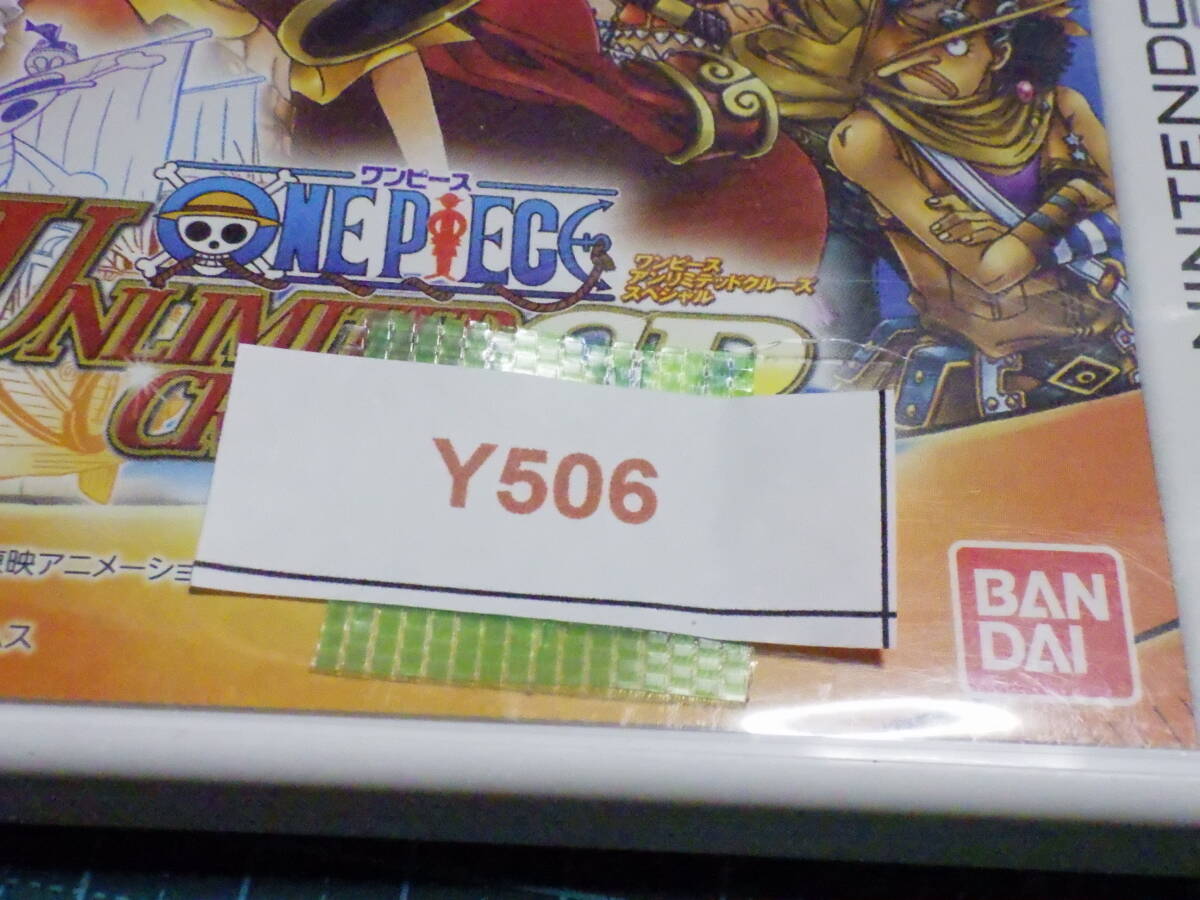 ワンピース
ONE PIECE
ワンピース
アンリミテッドクルーズ
スペシャル
UNLIMITED
SP
Y506
映アニメーショ
ス
BAN
DAI
NINTENDO